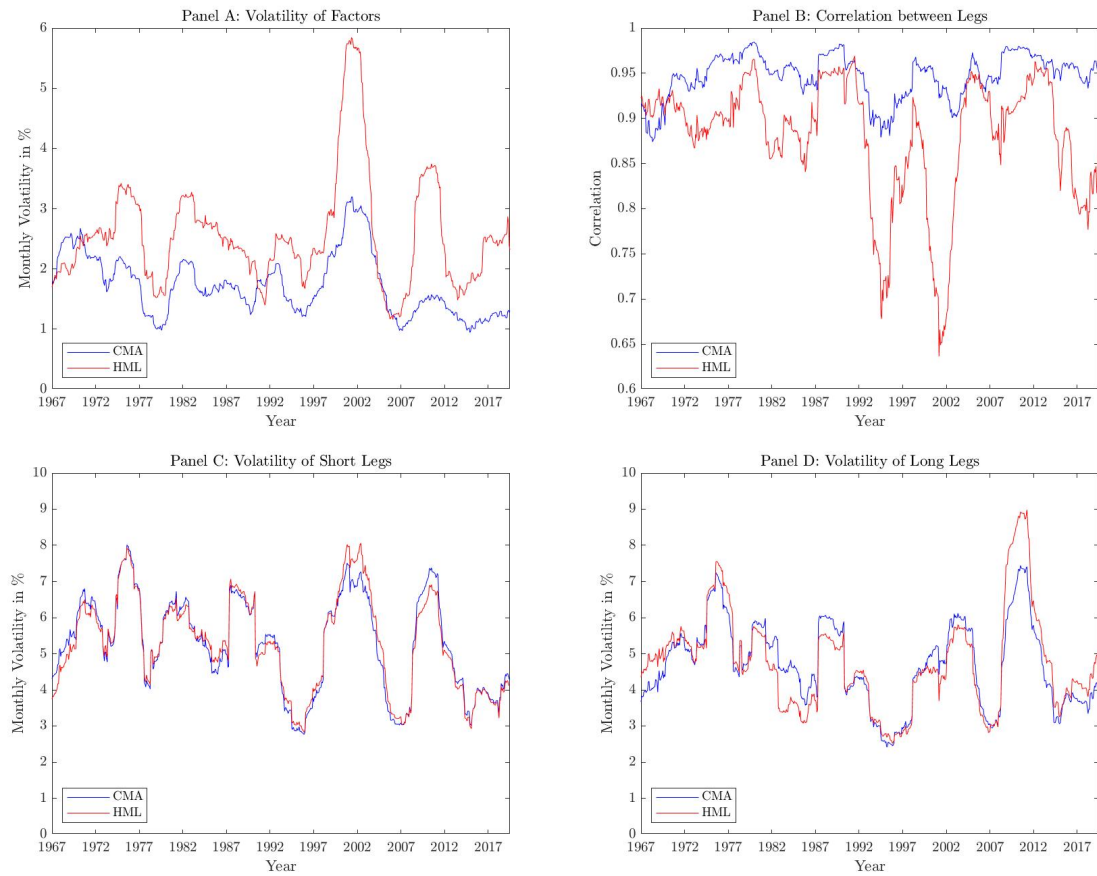 Panel A: Volatility of Factors
Monthly Volatility in %
6
5
4
3
2
1
0
CMA
HML
1967 1972 1977 1982 1987 1992 1997 2002 2007 2012 2017
Year
Panel B: Correlation between Legs
Correlation
1
0.95
0.9
0.85
0.8
0.75
0.7
0.65
0.6
CMA
HML
1967 1972 1977 1982 1987 1992 1997 2002 2007 2012 2017
Year
Panel C: Volatility of Short Legs
Monthly Volatility in %
10
9
8
7
6
5
4
3
2
1
0
CMA
HML
1967 1972 1977 1982 1987 1992 1997 2002 2007 2012 2017
Year
Panel D: Volatility of Long Legs
Monthly Volatility in %
10
9
8
7
6
5
4
3
2
1
0
CMA
HML
1967 1972 1977 1982 1987 1992 1997 2002 2007 2012 2017
Year